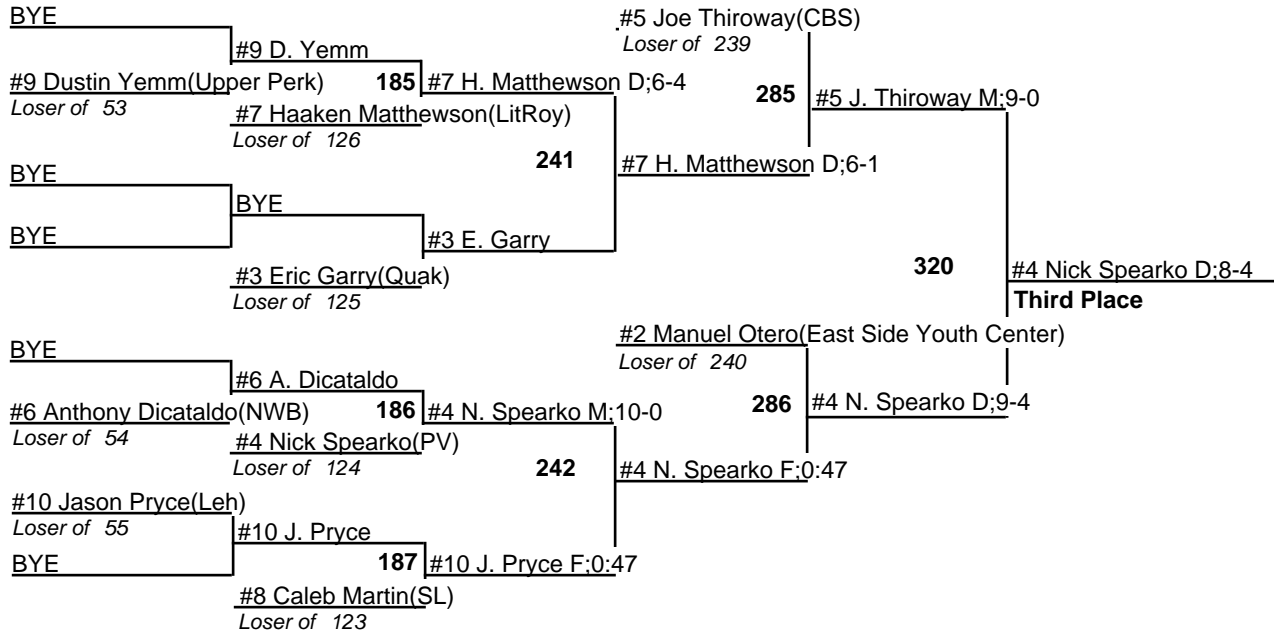 BYE
#5 Joe Thiroway(CBS)
Loser of 239
#9 D. Yemm
#9 Dustin Yemm(Upper Perk)
Loser of 53
185
#7 H. Matthewson D;6-4
285
#5 J. Thiroway M;9-0
#7 Haaken Matthewson(LitRoy)
Loser of 126
241
#7 H. Matthewson D;6-1
BYE
BYE
BYE
#3 E. Garry
#3 Eric Garry(Quak)
Loser of 125
320
#4 Nick Spearko D;8-4
Third Place
#2 Manuel Otero(East Side Youth Center)
Loser of 240
BYE
#6 A. Dicataldo
#6 Anthony Dicataldo(NWB)
Loser of 54
186
#4 N. Spearko M;10-0
286
#4 N. Spearko D;9-4
#4 Nick Spearko(PV)
Loser of 124
242
#4 N. Spearko F;0:47
#10 Jason Pryce(Leh)
Loser of 55
#10 J. Pryce
BYE
187
#10 J. Pryce F;0:47
#8 Caleb Martin(SL)
Loser of 123